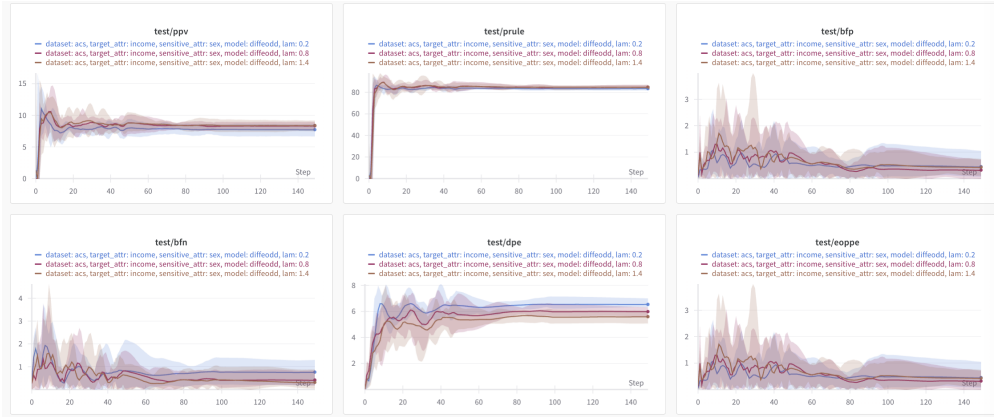 test/ppv
dataset: acs, target_attr: income, sensitive_attr: sex, model: diffeodd, lam: 0.2
dataset: acs, target_attr: income, sensitive_attr: sex, model: diffeodd, lam: 0.8
dataset: acs, target_attr: income, sensitive_attr: sex, model: diffeodd, lam: 1.4
15
10
5
0
Step
0 20 40 60 80 100 120 140
test/prule
dataset: acs, target_attr: income, sensitive_attr: sex, model: diffeodd, lam: 0.2
dataset: acs, target_attr: income, sensitive_attr: sex, model: diffeodd, lam: 0.8
dataset: acs, target_attr: income, sensitive_attr: sex, model: diffeodd, lam: 1.4
80
60
40
20
0
Step
0 20 40 60 80 100 120 140
test/bfp
dataset: acs, target_attr: income, sensitive_attr: sex, model: diffeodd, lam: 0.2
dataset: acs, target_attr: income, sensitive_attr: sex, model: diffeodd, lam: 0.8
dataset: acs, target_attr: income, sensitive_attr: sex, model: diffeodd, lam: 1.4
3
2
1
Step
0 20 40 60 80 100 120 140
test/bfn
dataset: acs, target_attr: income, sensitive_attr: sex, model: diffeodd, lam: 0.2
dataset: acs, target_attr: income, sensitive_attr: sex, model: diffeodd, lam: 0.8
dataset: acs, target_attr: income, sensitive_attr: sex, model: diffeodd, lam: 1.4
4
3
2
1
Step
0 20 40 60 80 100 120 140
test/dpe
dataset: acs, target_attr: income, sensitive_attr: sex, model: diffeodd, lam: 0.2
dataset: acs, target_attr: income, sensitive_attr: sex, model: diffeodd, lam: 0.8
dataset: acs, target_attr: income, sensitive_attr: sex, model: diffeodd, lam: 1.4
8
6
4
2
Step
0 20 40 60 80 100 120 140
test/eoppe
dataset: acs, target_attr: income, sensitive_attr: sex, model: diffeodd, lam: 0.2
dataset: acs, target_attr: income, sensitive_attr: sex, model: diffeodd, lam: 0.8
dataset: acs, target_attr: income, sensitive_attr: sex, model: diffeodd, lam: 1.4
3
2
1
Step
0 20 40 60 80 100 120 140